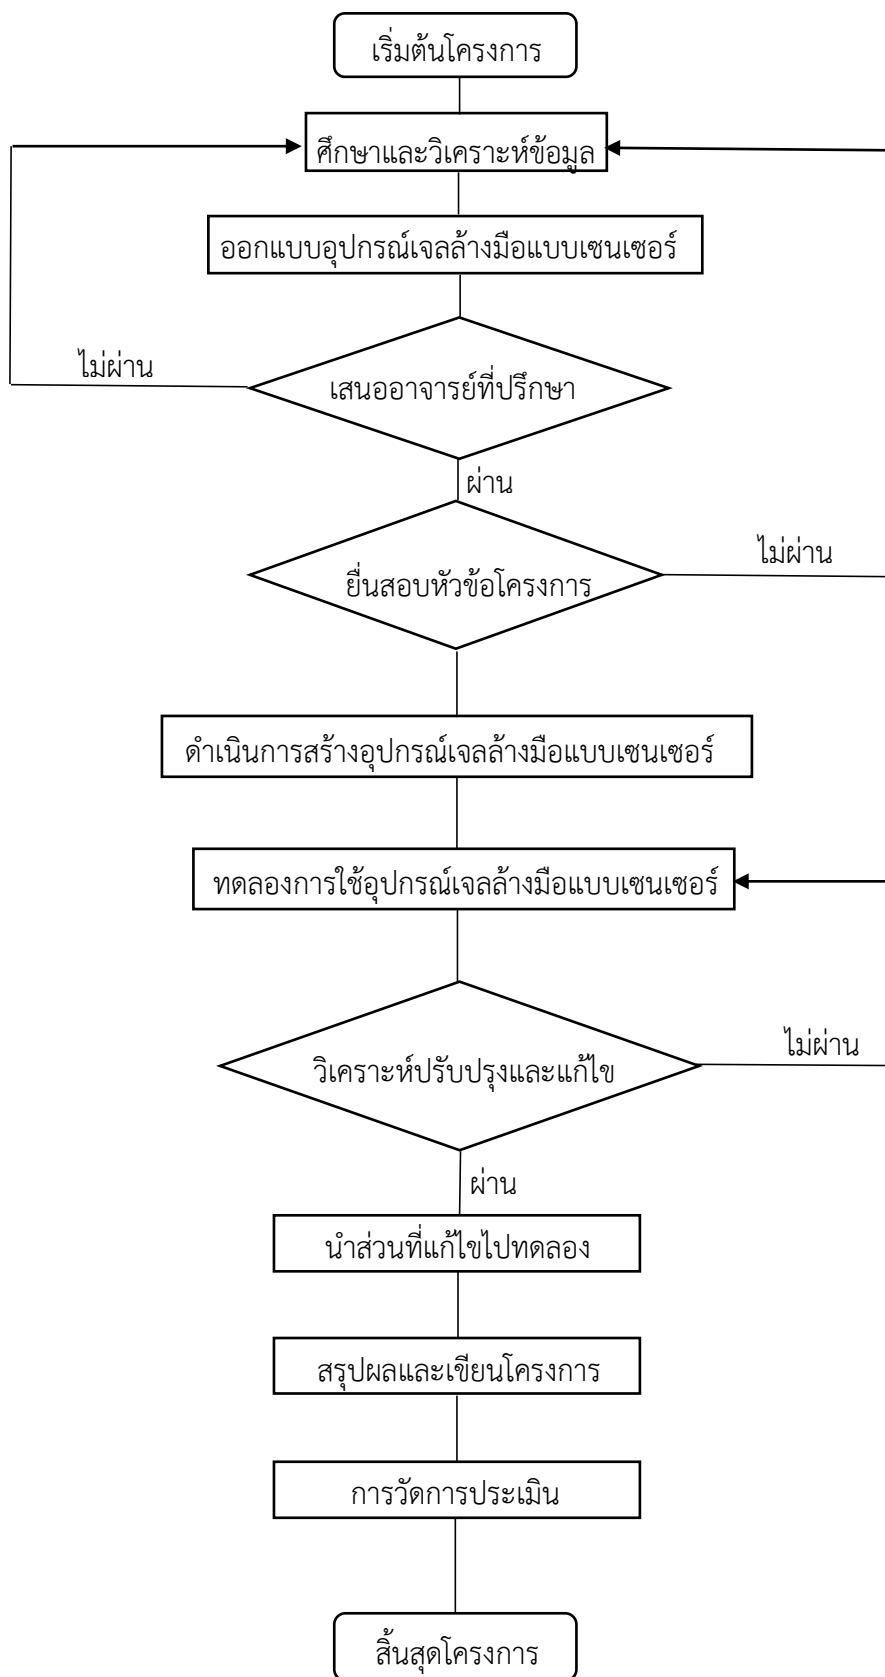 เริ่มต้นโครงการ
ศึกษาและวิเคราะห์ข้อมูล
ออกแบบอุปกรณ์เจลล้างมือแบบเซนเซอร์
ไม่ผ่าน
เสนออาจารย์ที่ปรึกษา
ผ่าน
ไม่ผ่าน
ยื่นสอบหัวข้อโครงการ
ดำเนินการสร้างอุปกรณ์เจลล้างมือแบบเซนเซอร์
ทดลองการใช้อุปกรณ์เจลล้างมือแบบเซนเซอร์
ไม่ผ่าน
วิเคราะห์ปรับปรุงและแก้ไข
ผ่าน
นำส่วนที่แก้ไขไปทดลอง
สรุปผลและเขียนโครงการ
การวัดการประเมิน
สิ้นสุดโครงการ